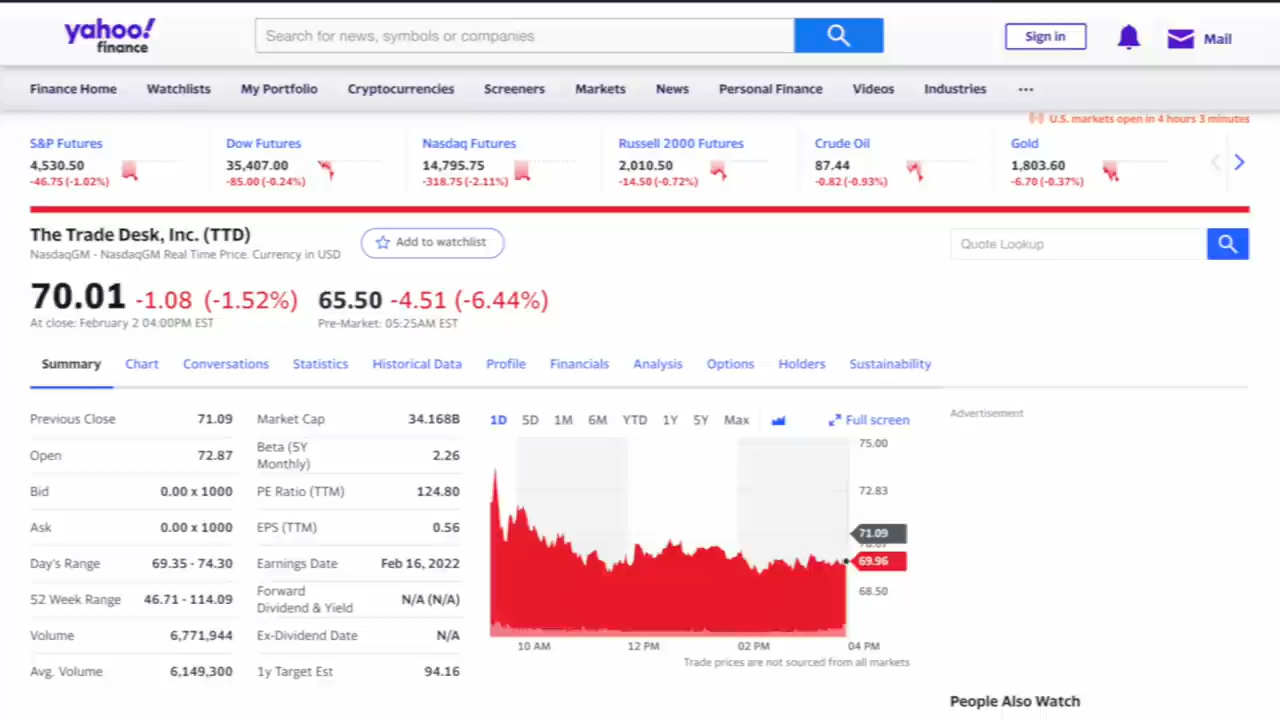 yahoo!
finance
Search for news, symbols or companies
Sign in
Mail
Finance Home Watchlists My Portfolio Cryptocurrencies Screeners Markets News Personal Finance Videos Industries ...
U.S. markets open in 4 hours 3 minutes
S&P Futures Dow Futures Nasdaq Futures Russell 2000 Futures Crude Oil Gold
4,530.50 35,407.00 14,795.75 2,010.50 87.44 1,803.60
-46.75 (-1.02%) -85.00 (-0.24%) -318.75 (-2.11%) -14.50 (-0.72%) -0.82 (-0.93%) -6.70 (-0.37%)
The Trade Desk, Inc. (TTD)
NasdaqGM - NasdaqGM Real Time Price. Currency in USD
Add to watchlist
Quote Lookup
70.01 -1.08 (-1.52%) 65.50 -4.51 (-6.44%)
At close: February 2 04:00PM EST Pre-Market: 05:25AM EST
Summary Chart Conversations Statistics Historical Data Profile Financials Analysis Options Holders Sustainability
Previous Close 71.09
Open 72.87
Bid 0.00 x 1000
Ask 0.00 x 1000
Day's Range 69.35 - 74.30
52 Week Range 46.71 - 114.09
Volume 6,771,944
Avg. Volume 6,149,300
Market Cap 34.168B
Beta (5Y
Monthly) 2.26
PE Ratio (TTM) 124.80
EPS (TTM) 0.56
Earnings Date Feb 16, 2022
Forward
Dividend & Yield N/A (N/A)
Ex-Dividend Date N/A
1y Target Est 94.16
1D 5D 1M 6M YTD 1Y 5Y Max Full screen
75.00
72.83
71.09
69.96
68.50
10 AM 12 PM 02 PM 04 PM
Trade prices are not sourced from all markets
Advertisement
People Also Watch